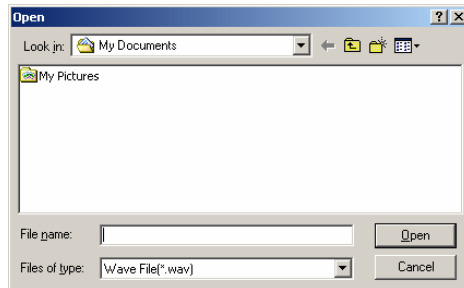 Open
Look in: My Documents
My Pictures
File name: Open
Files of type: Wave File(*.wav) Cancel